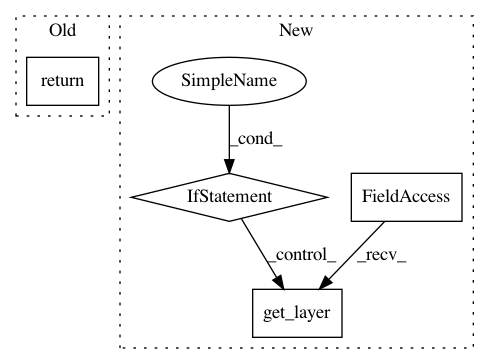 Old
New
return
SimpleName
_cond_
IfStatement
FieldAccess
_control_
_recv_
get_layer